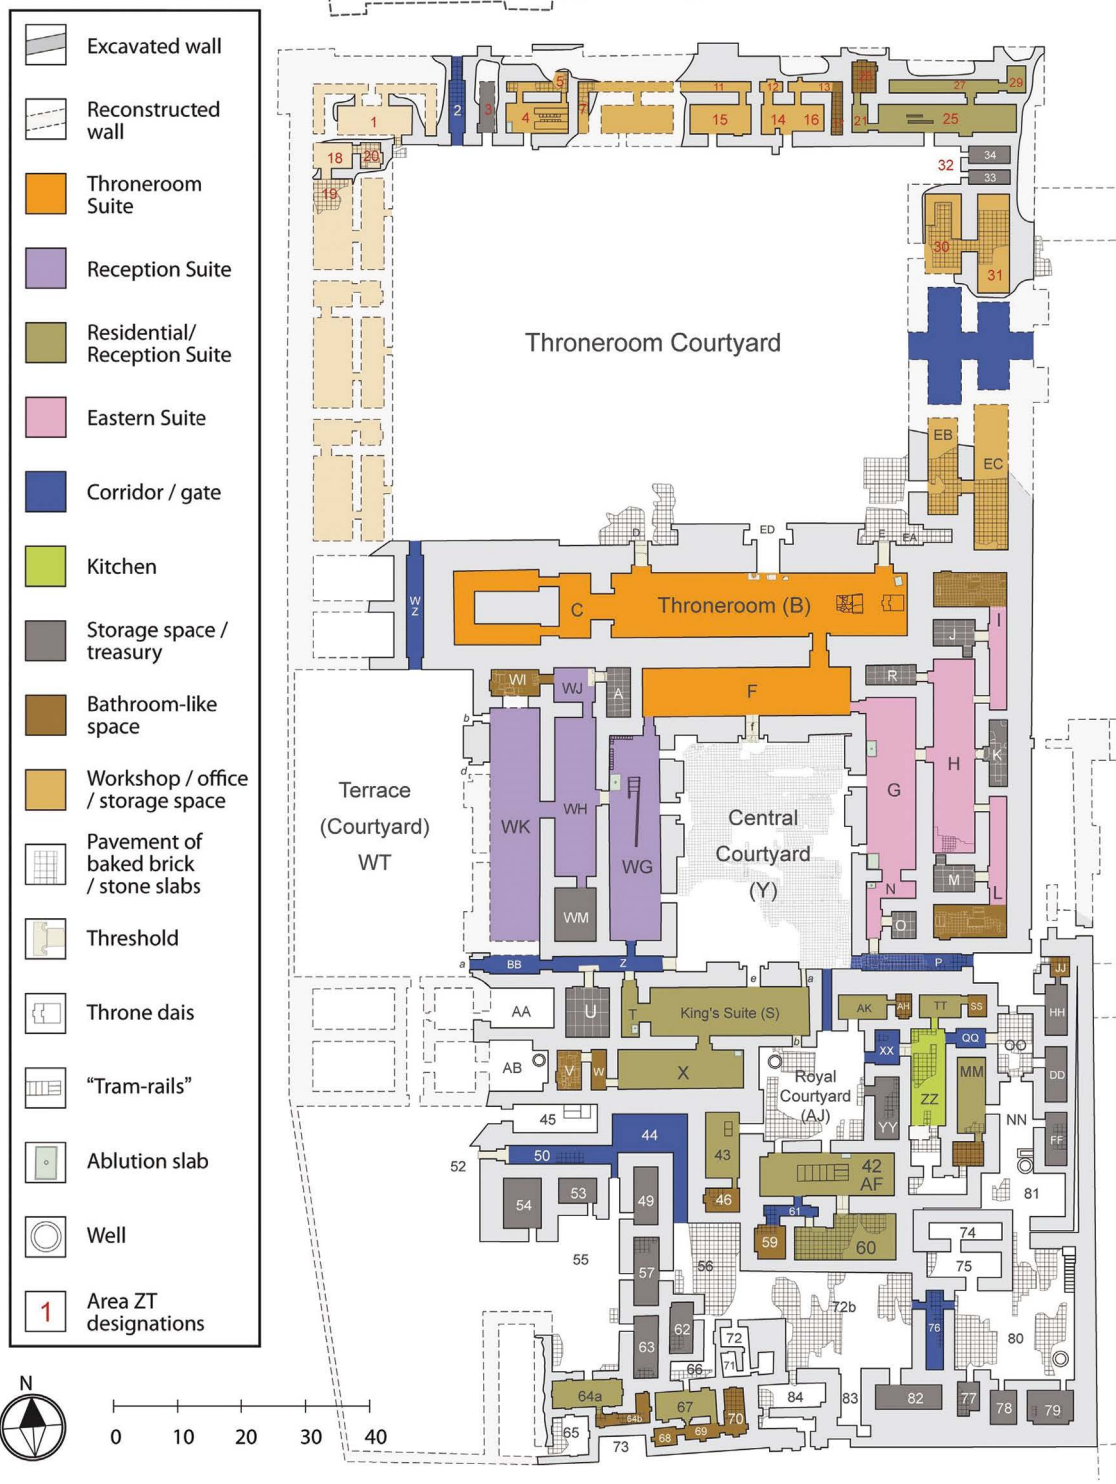 Excavated wall
Reconstructed
wall
Throneroom
Suite
Reception Suite
Residential/
Reception Suite
Eastern Suite
Corridor / gate
Kitchen
Storage space /
treasury
Bathroom-like
space
Workshop / office
/ storage space
Pavement of
baked brick
/ stone slabs
Threshold
Throne dais
“Tram-rails”
Ablution slab
Well
1
Area ZT
designations
N
0 10 20 30 40
1
2
3
4
5
7
11
12
13
15
14
16
21
27
29
25
18
20
19
32
34
33
30
31
Throneroom Courtyard
EB
EC
D
ED
E
EA
WZ
C
Throneroom (B)
I
J
R
WI
WJ
A
F
f
b
d
K
H
G
Terrace
(Courtyard)
WT
WK
WH
WG
Central
Courtyard
(Y)
M
N
L
WM
O
a
BB
Z
P
e
a
JJ
AA
U
T
King's Suite (S)
AK
AH
TT
SS
HH
b
XX
QQ
OO
AB
V
W
X
Royal
Courtyard
(AJ)
MM
DD
ZZ
YY
NN
FF
45
44
43
50
52
42
AF
54
53
49
46
61
81
59
60
74
55
56
75
57
72b
62
76
80
63
72
66
71
64a
64b
67
70
84
83
82
77
78
79
65
68
69
73